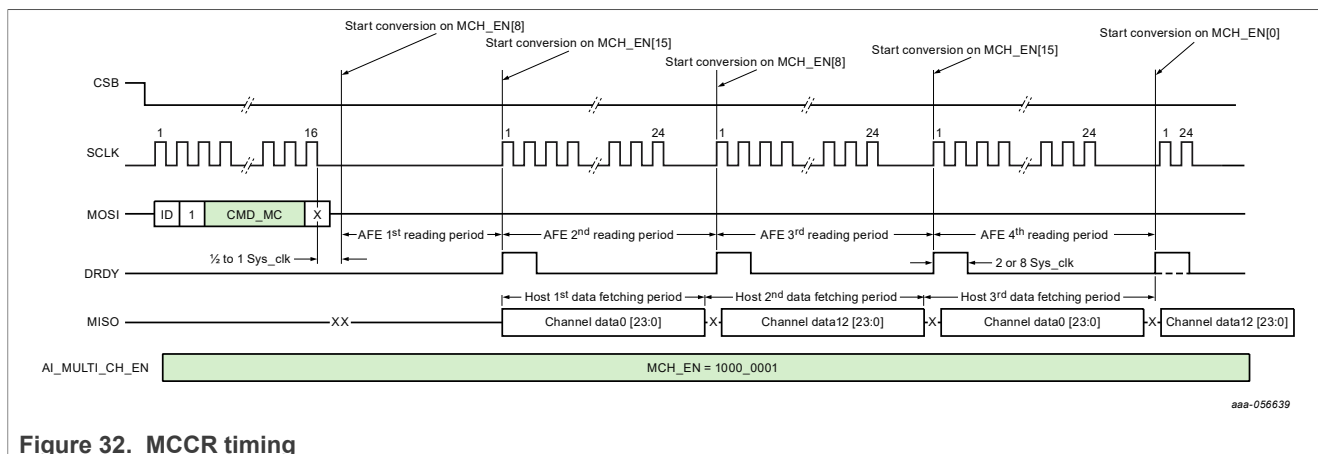 Start conversion on MCH_EN[8]
Start conversion on MCH_EN[15]
Start conversion on MCH_EN[8]
Start conversion on MCH_EN[15]
Start conversion on MCH_EN[0]
CSB
1 16 1 24 1 24 1 24 1 24
SCLK
MOSI ID 1 CMD_MC X
AFE 1st reading period AFE 2nd reading period AFE 3rd reading period AFE 4th reading period
½ to 1 Sys_clk 2 or 8 Sys_clk
DRDY
Host 1st data fetching period Host 2nd data fetching period Host 3rd data fetching period
MISO XX Channel data0 [23:0] X Channel data12 [23:0] X Channel data0 [23:0] X Channel data12 [23:0]
AI_MULTI_CH_EN MCH_EN = 1000_0001
aaa-056639
Figure 32. MCCR timing